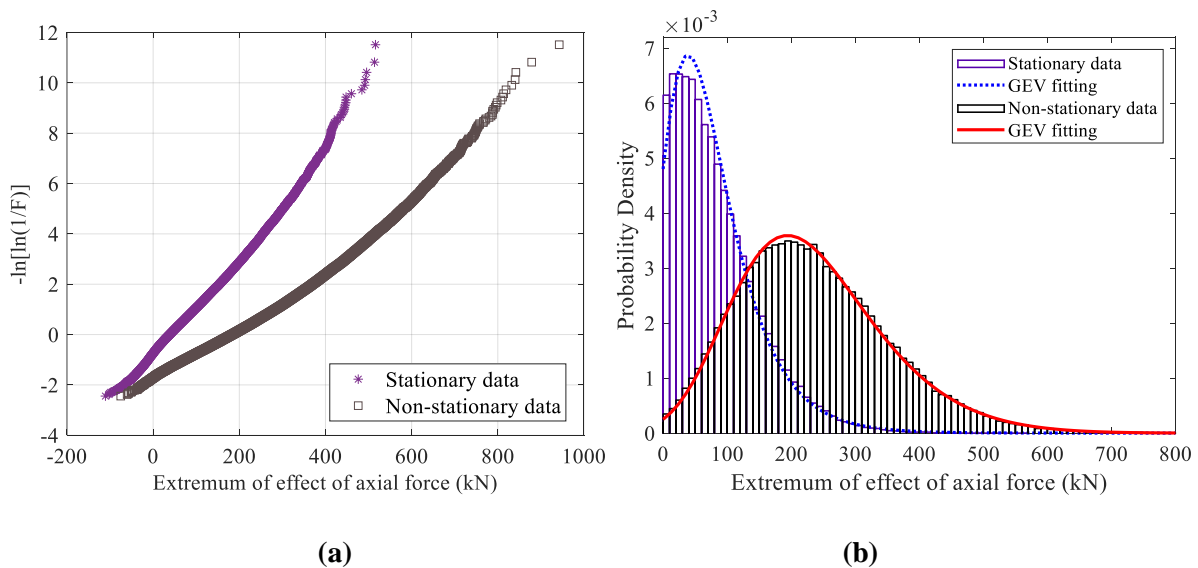 12
10
8
6
4
2
0
-2
-4
-200
0
200
400
600
800
1000
-ln[ln(1/F)]
Extremum of effect of axial force (kN)
Stationary data
Non-stationary data
(a)
×10⁻³
7
6
5
4
3
2
1
0
0
100
200
300
400
500
600
700
800
Probability Density
Extremum of effect of axial force (kN)
Stationary data
GEV fitting
Non-stationary data
GEV fitting
(b)